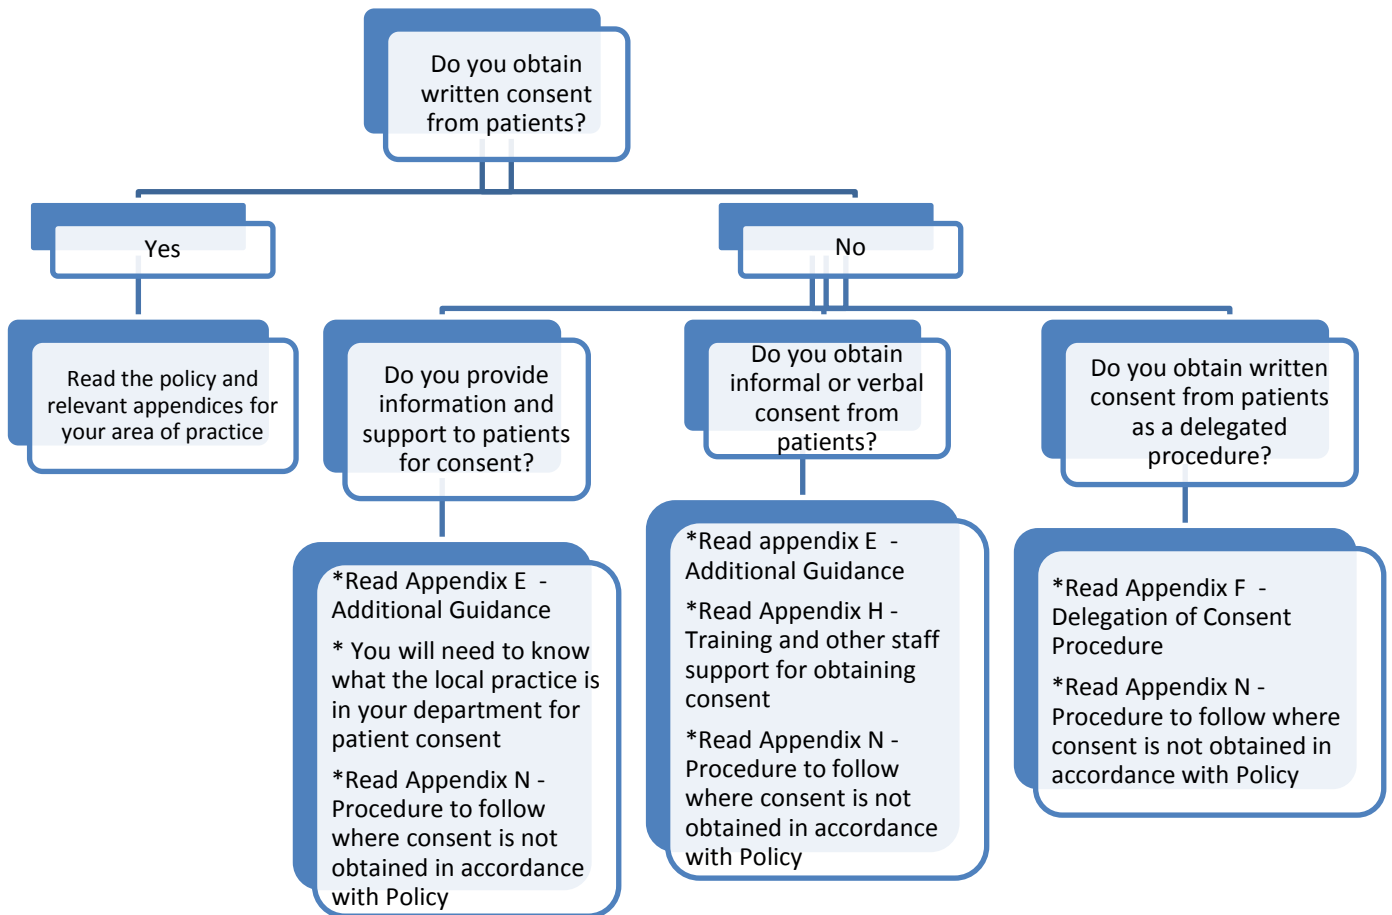 Do you obtain
written consent
from patients?
Yes
No
Read the policy and
relevant appendices for
your area of practice
Do you provide
information and
support to patients
for consent?
Do you obtain
informal or verbal
consent from
patients?
Do you obtain written
consent from patients
as a delegated
procedure?
*Read Appendix E -
Additional Guidance
* You will need to know
what the local practice is
in your department for
patient consent
*Read Appendix N -
Procedure to follow
where consent is not
obtained in accordance
with Policy
*Read appendix E -
Additional Guidance
*Read Appendix H -
Training and other staff
support for obtaining
consent
*Read Appendix N -
Procedure to follow
where consent is not
obtained in accordance
with Policy
*Read Appendix F -
Delegation of Consent
Procedure
*Read Appendix N -
Procedure to follow where
consent is not obtained in
accordance with Policy